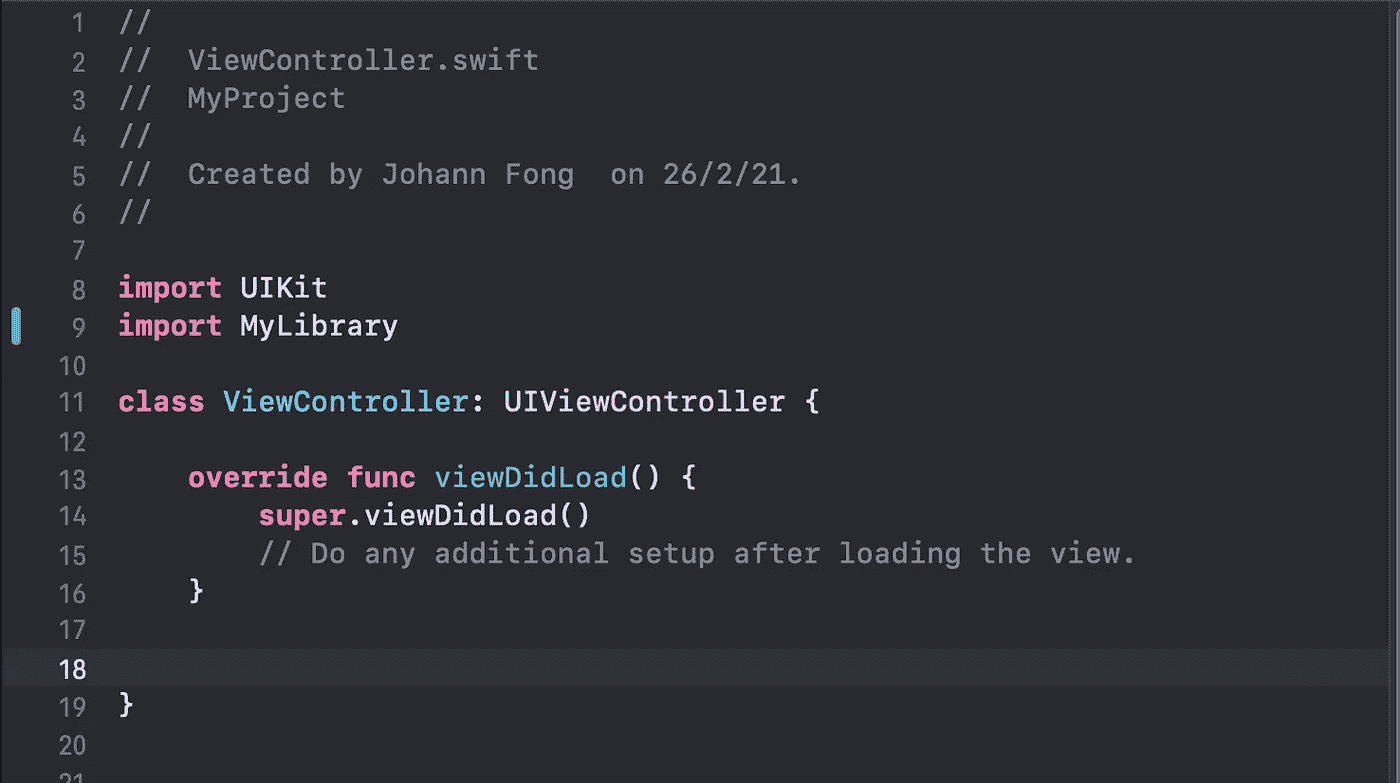 1 //
2 //  ViewController.swift
3 //  MyProject
4 //
5 //  Created by Johann Fong  on 26/2/21.
6 //
7
8 import UIKit
9 import MyLibrary
10
11 class ViewController: UIViewController {
12
13     override func viewDidLoad() {
14         super.viewDidLoad()
15         // Do any additional setup after loading the view.
16     }
17
18
19 }
20
21